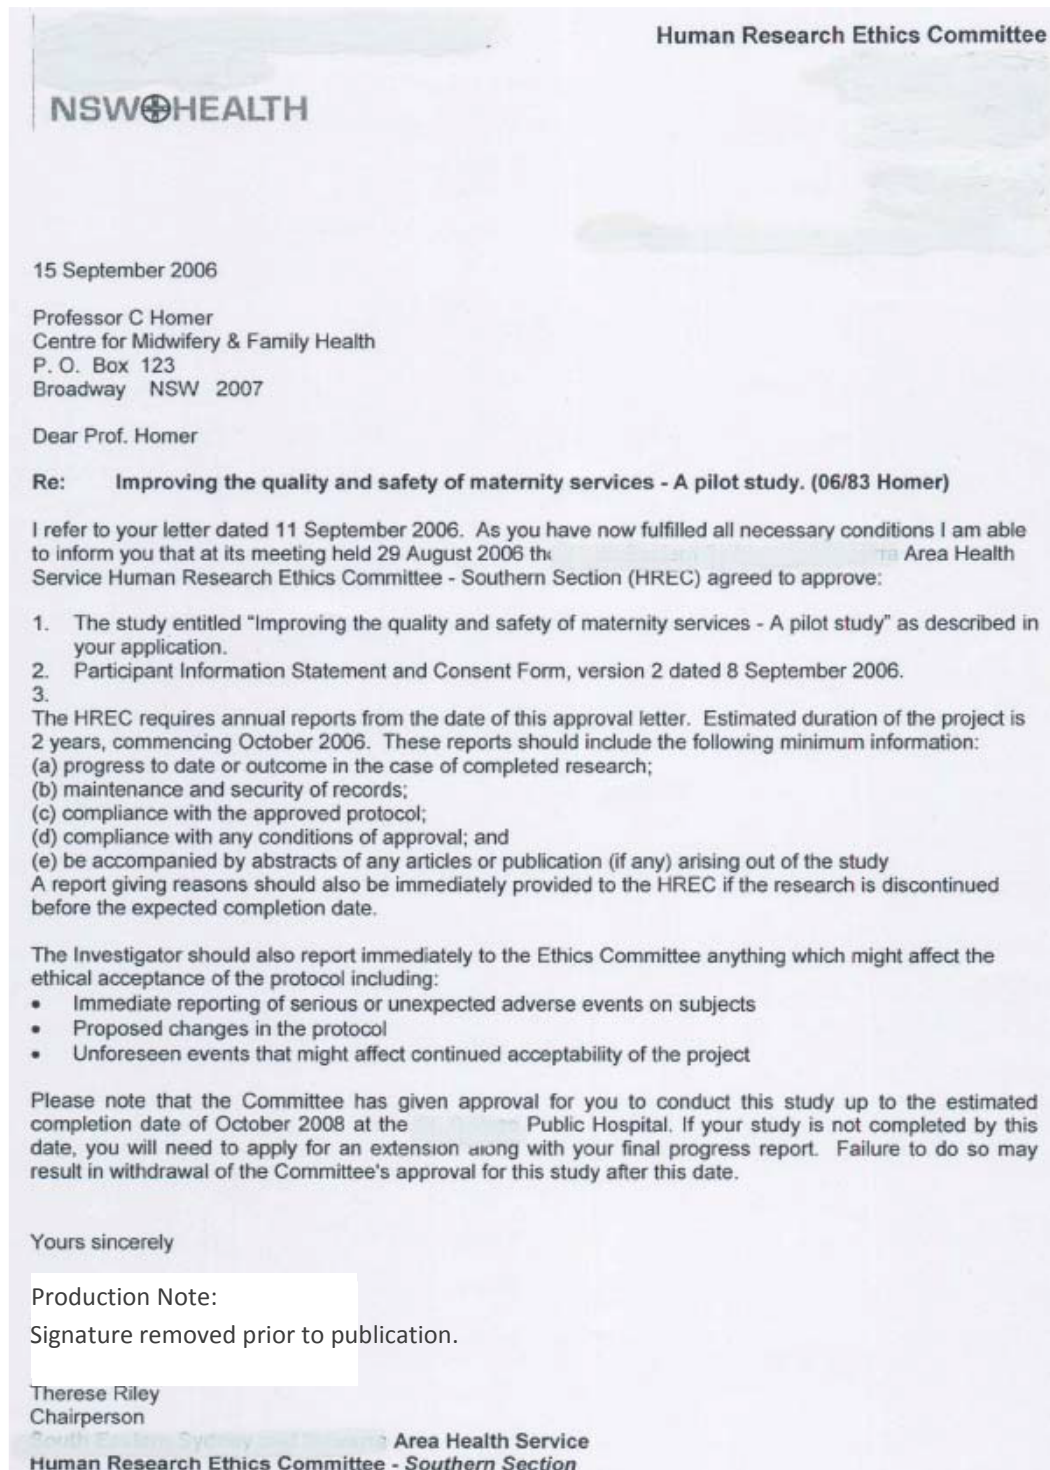 Human Research Ethics Committee
NSW HEALTH
15 September 2006
Professor C Homer
Centre for Midwifery & Family Health
P. O. Box 123
Broadway NSW 2007
Dear Prof. Homer
Re: Improving the quality and safety of maternity services - A pilot study. (06/83 Homer)
I refer to your letter dated 11 September 2006. As you have now fulfilled all necessary conditions I am able
to inform you that at its meeting held 29 August 2006 Area Health
Service Human Research Ethics Committee - Southern Section (HREC) agreed to approve:
1. The study entitled "Improving the quality and safety of maternity services - A pilot study" as described in
your application.
2. Participant Information Statement and Consent Form, version 2 dated 8 September 2006.
3.
The HREC requires annual reports from the date of this approval letter. Estimated duration of the project is
2 years, commencing October 2006. These reports should include the following minimum information:
(a) progress to date or outcome in the case of completed research;
(b) maintenance and security of records;
(c) compliance with the approved protocol;
(d) compliance with any conditions of approval; and
(e) be accompanied by abstracts of any articles or publication (if any) arising out of the study
A report giving reasons should also be immediately provided to the HREC if the research is discontinued
before the expected completion date.
The Investigator should also report immediately to the Ethics Committee anything which might affect the
ethical acceptance of the protocol including:
• Immediate reporting of serious or unexpected adverse events on subjects
• Proposed changes in the protocol
• Unforeseen events that might affect continued acceptability of the project
Please note that the Committee has given approval for you to conduct this study up to the estimated
completion date of October 2008 at the Public Hospital. If your study is not completed by this
date, you will need to apply for an extension along with your final progress report. Failure to do so may
result in withdrawal of the Committee's approval for this study after this date.
Yours sincerely
Production Note:
Signature removed prior to publication.
Therese Riley
Chairperson
Area Health Service
Human Research Ethics Committee - Southern Section